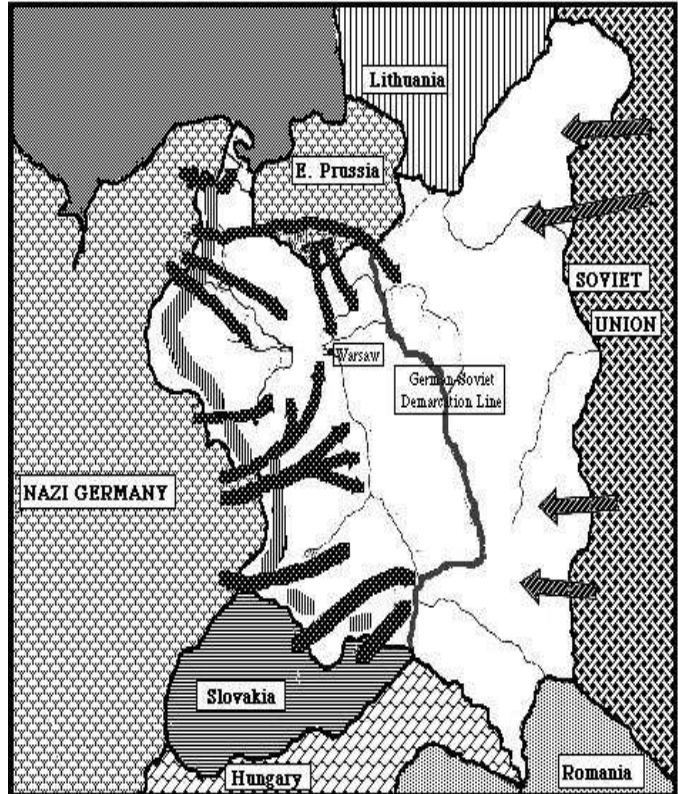 Lithuania
E. Prussia
SOVIET
UNION
Warsaw
German-Soviet
Demarcation Line
NAZI GERMANY
Slovakia
Hungary
Romania